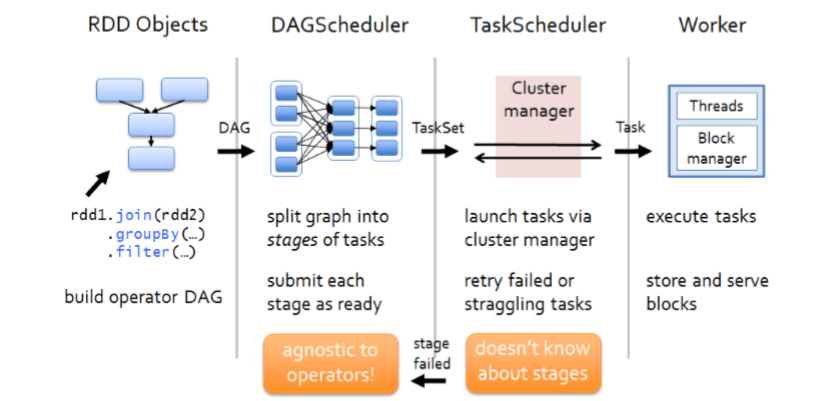 RDD Objects
DAGScheduler
TaskScheduler
Worker
Cluster
manager
Threads
Block
manager
DAG
TaskSet
Task
rdd1.join(rdd2)
.groupBy(…)
.filter(…)
build operator DAG
split graph into
stages of tasks
submit each
stage as ready
launch tasks via
cluster manager
retry failed or
straggling tasks
execute tasks
store and serve
blocks
agnostic to
operators!
stage
failed
doesn't know
about stages